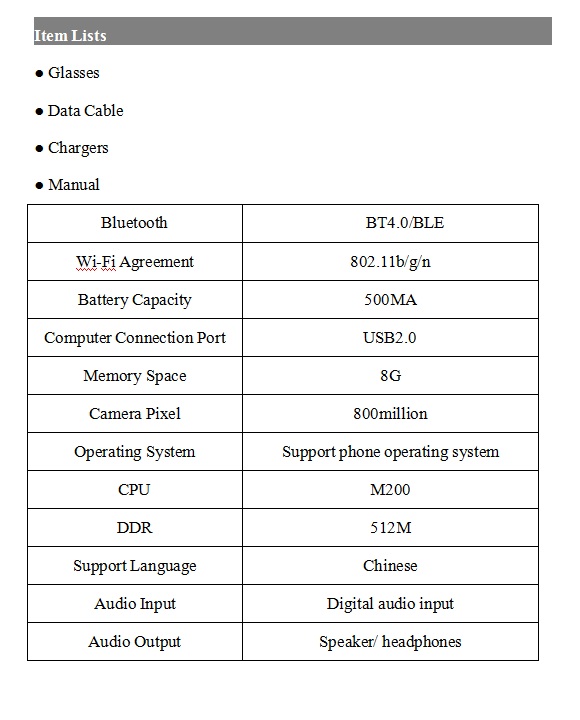 Item Lists
● Glasses
● Data Cable
● Chargers
● Manual
Bluetooth BT4.0/BLE
Wi-Fi Agreement 802.11b/g/n
Battery Capacity 500MA
Computer Connection Port USB2.0
Memory Space 8G
Camera Pixel 800million
Operating System Support phone operating system
CPU M200
DDR 512M
Support Language Chinese
Audio Input Digital audio input
Audio Output Speaker/ headphones